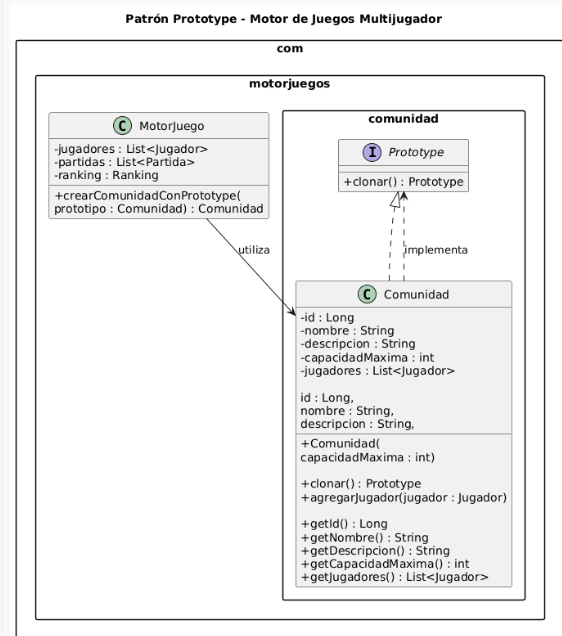 Patrón Prototype - Motor de Juegos Multijugador
com
motorjuegos
C MotorJuego
-jugadores : List<Jugador>
-partidas : List<Partida>
-ranking : Ranking
+crearComunidadConPrototype(
prototipo : Comunidad) : Comunidad
comunidad
I Prototype
+clonar() : Prototype
utiliza
implementa
C Comunidad
-id : Long
-nombre : String
-descripcion : String
-capacidadMaxima : int
-jugadores : List<Jugador>
id : Long,
nombre : String,
descripcion : String,
+Comunidad(
capacidadMaxima : int)
+clonar() : Prototype
+agregarJugador(jugador : Jugador)
+getId() : Long
+getNombre() : String
+getDescripcion() : String
+getCapacidadMaxima() : int
+getJugadores() : List<Jugador>